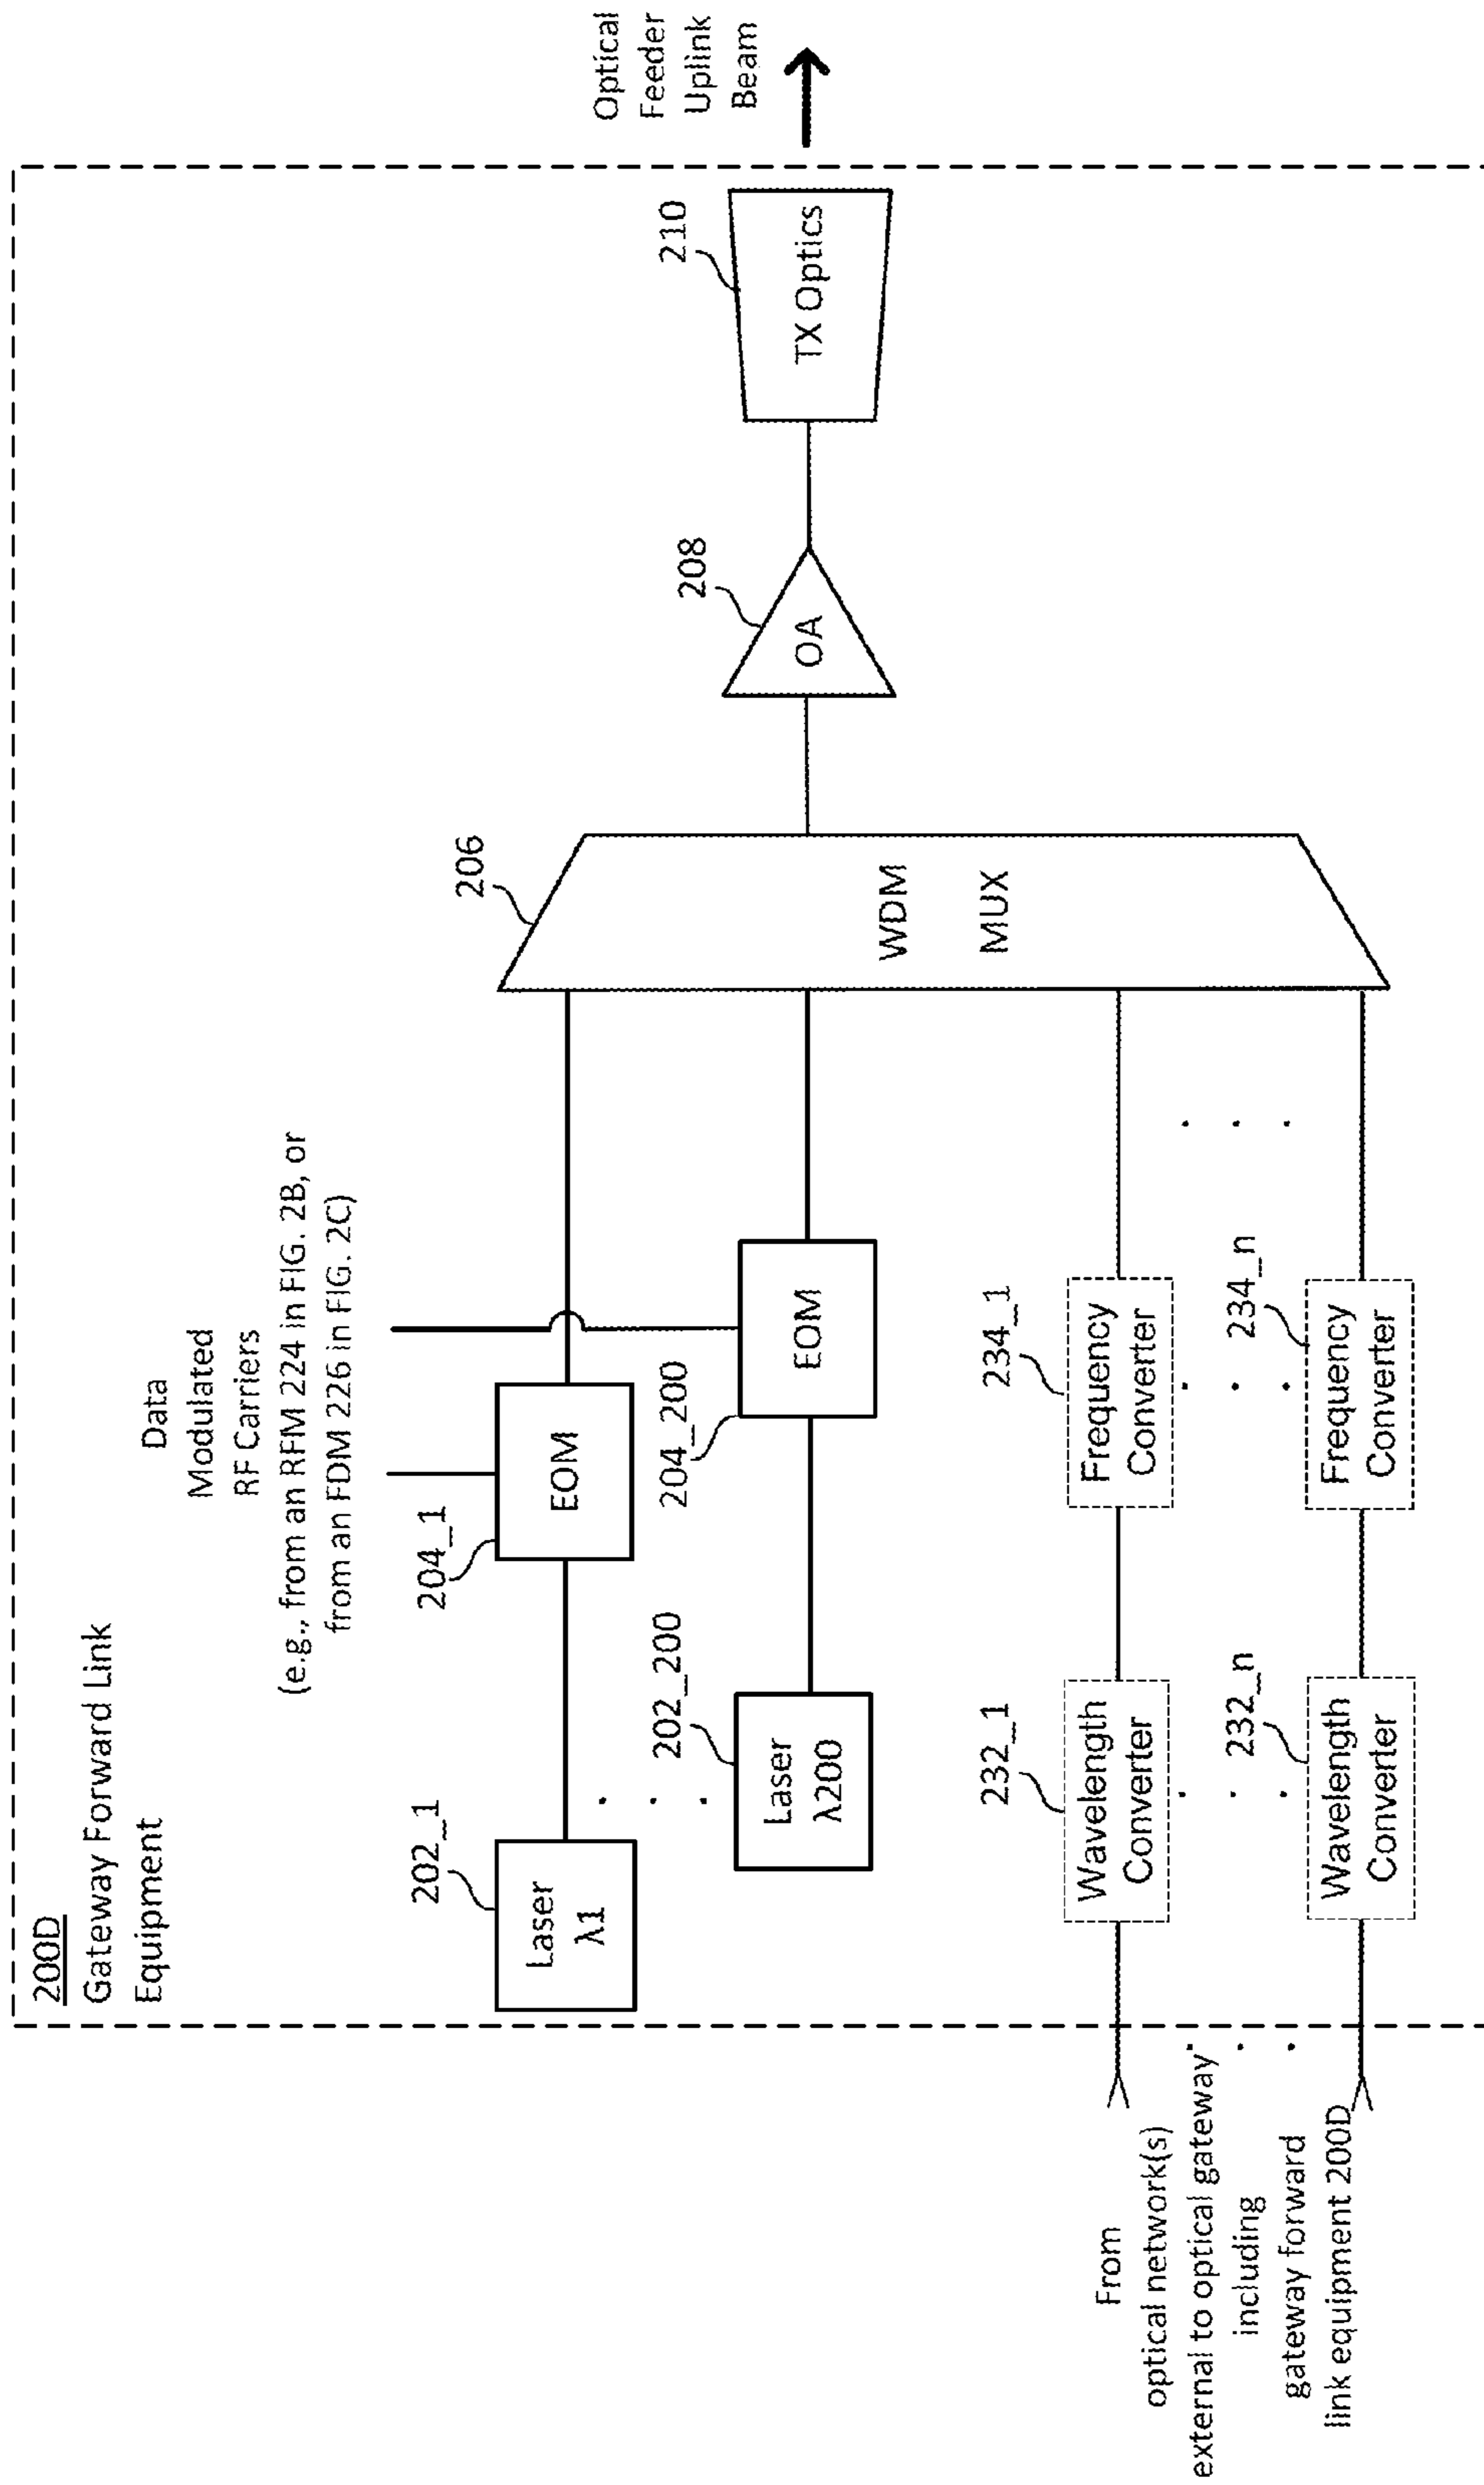 200D
Gateway Forward Link
Equipment
Data
Modulated
RF Carriers
(e.g., from an RFM 224 in FIG. 2B, or
from an FDM 226 in FIG. 2C)
202_1
Laser
λ1
204_1
EOM
202_200
Laser
λ200
204_200
EOM
206
WDM
MUX
208
OA
210
TX Optics
Optical
Feeder
Uplink
Beam
From
optical network(s)
external to optical gateway
including
gateway forward
link equipment 200D
232_1
Wavelength
Converter
234_1
Frequency
Converter
232_n
Wavelength
Converter
234_n
Frequency
Converter